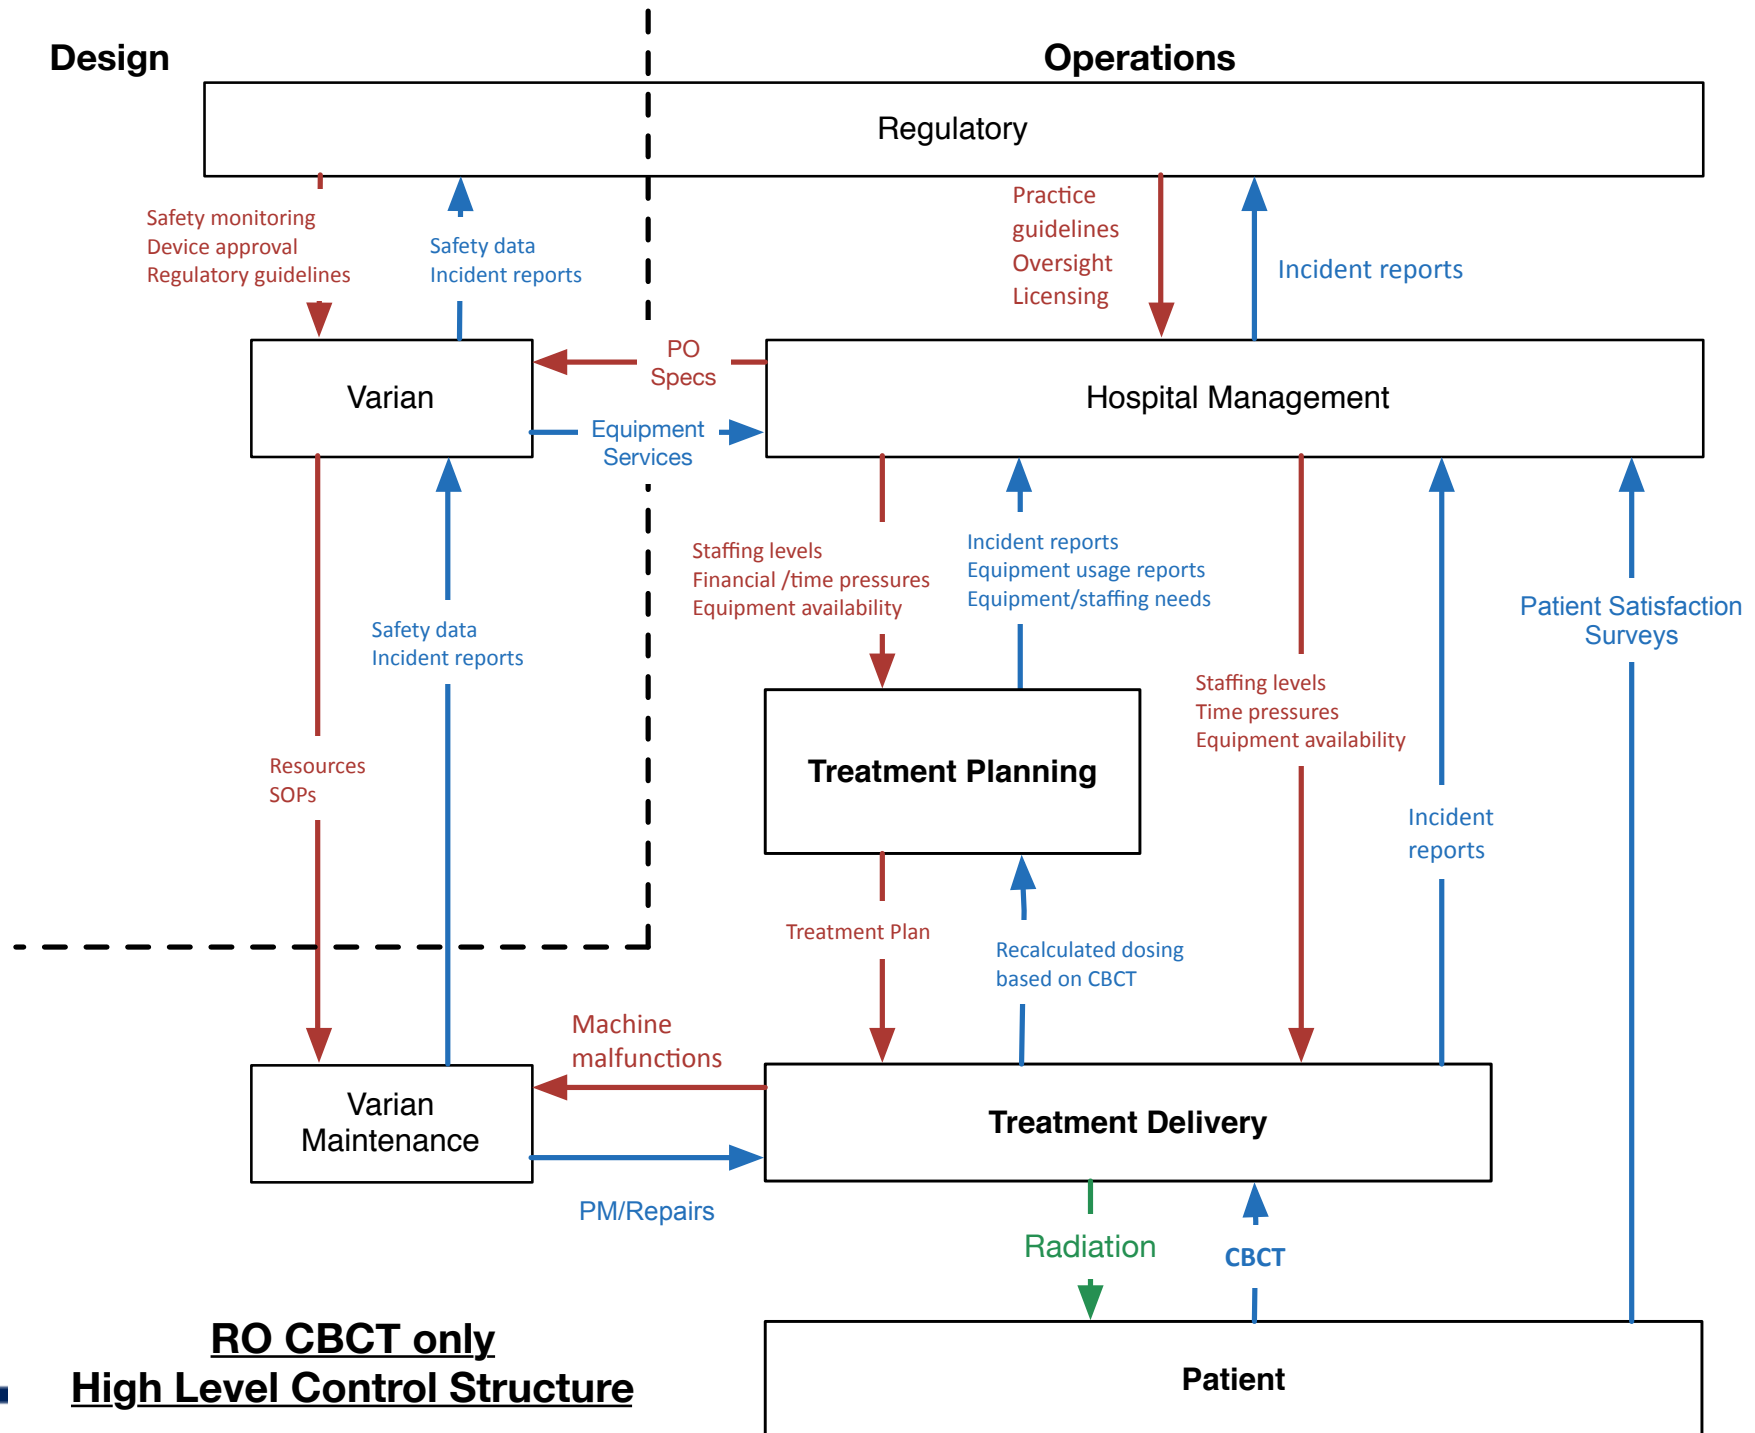 Design
Operations
Regulatory
Safety monitoring
Device approval
Regulatory guidelines
Safety data
Incident reports
Practice
guidelines
Oversight
Licensing
Incident reports
Varian
PO
Specs
Equipment
Services
Hospital Management
Staffing levels
Financial /time pressures
Equipment availability
Incident reports
Equipment usage reports
Equipment/staffing needs
Patient Satisfaction
Surveys
Safety data
Incident reports
Staffing levels
Time pressures
Equipment availability
Resources
SOPs
Treatment Planning
Incident
reports
Treatment Plan
Recalculated dosing
based on CBCT
Machine
malfunctions
Varian
Maintenance
Treatment Delivery
PM/Repairs
Radiation
CBCT
RO CBCT only
High Level Control Structure
Patient